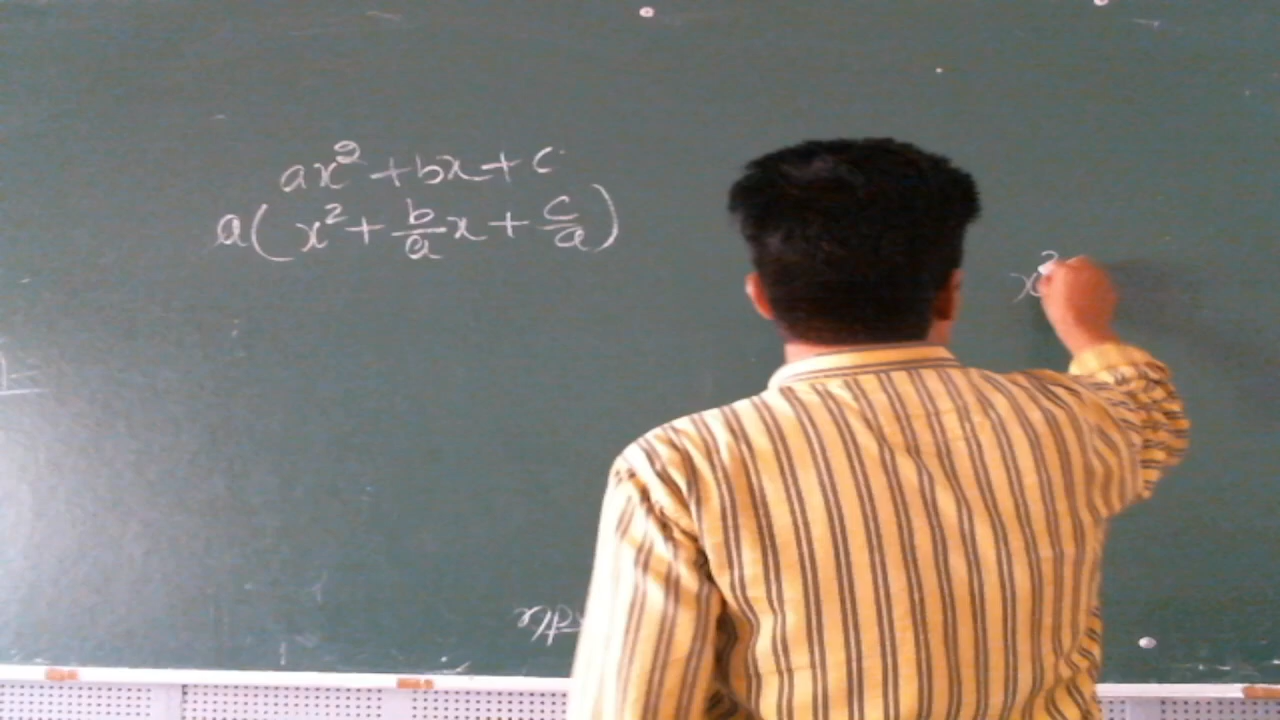 ax² + bx + c
a( x² + b/a x + c/a )
x²